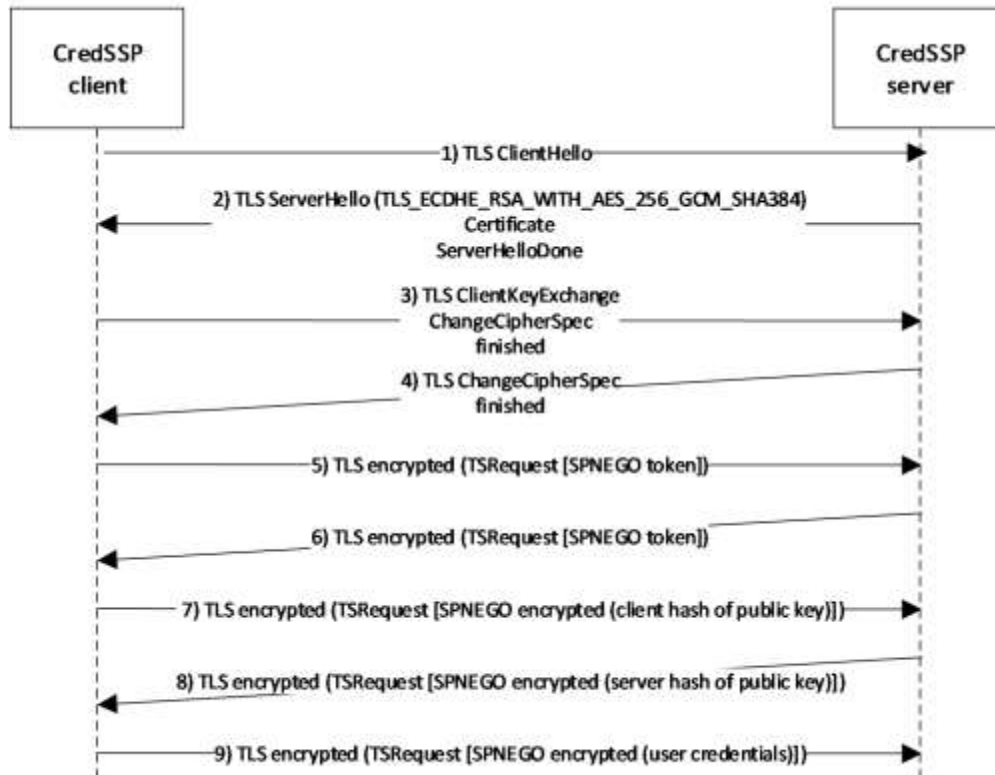 CredSSP
client
CredSSP
server
1) TLS ClientHello
2) TLS ServerHello (TLS_ECDHE_RSA_WITH_AES_256_GCM_SHA384)
Certificate
ServerHelloDone
3) TLS ClientKeyExchange
ChangeCipherSpec
finished
4) TLS ChangeCipherSpec
finished
5) TLS encrypted (TSRequest [SPNEGO token])
6) TLS encrypted (TSRequest [SPNEGO token])
7) TLS encrypted (TSRequest [SPNEGO encrypted (client hash of public key)])
8) TLS encrypted (TSRequest [SPNEGO encrypted (server hash of public key)])
9) TLS encrypted (TSRequest [SPNEGO encrypted (user credentials)])